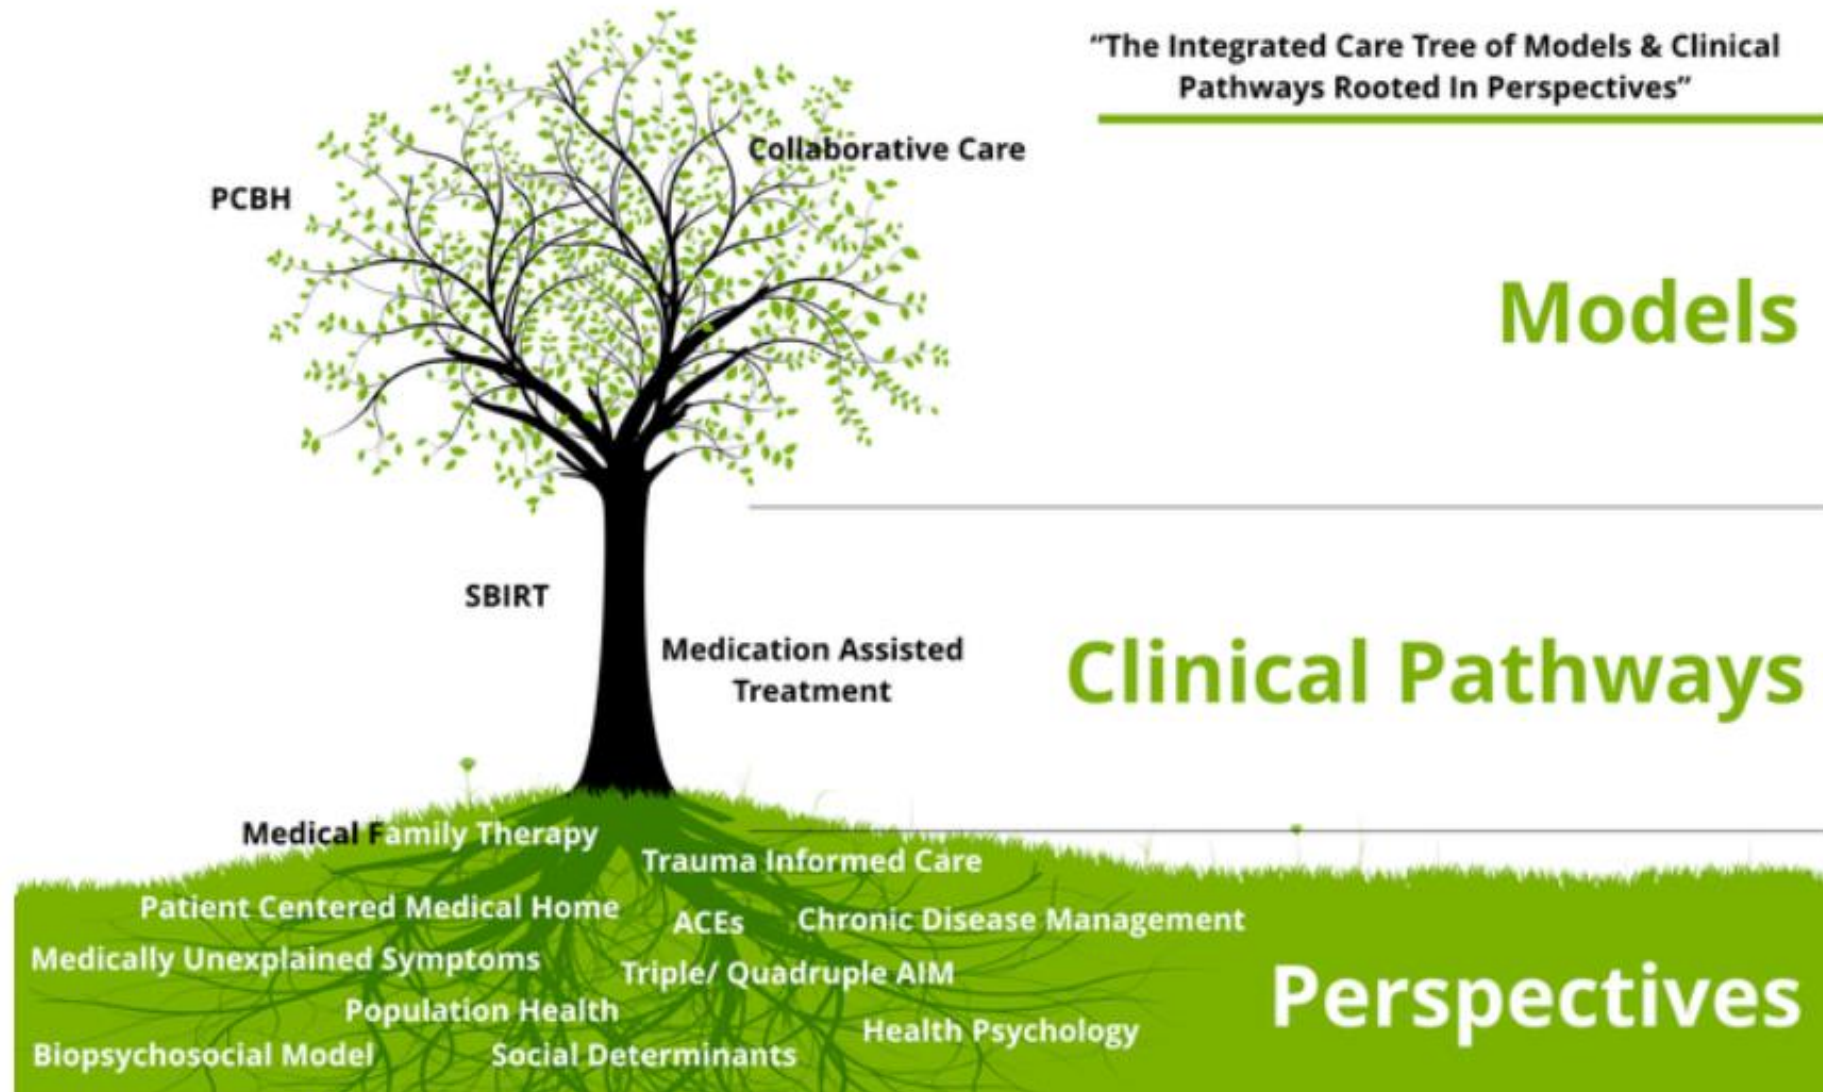 “The Integrated Care Tree of Models & Clinical
Pathways Rooted In Perspectives”
Collaborative Care
PCBH
Models
SBIRT
Medication Assisted
Treatment
Clinical Pathways
Medical Family Therapy
Trauma Informed Care
Patient Centered Medical Home
ACEs
Chronic Disease Management
Medically Unexplained Symptoms
Triple/ Quadruple AIM
Perspectives
Population Health
Health Psychology
Biopsychosocial Model
Social Determinants